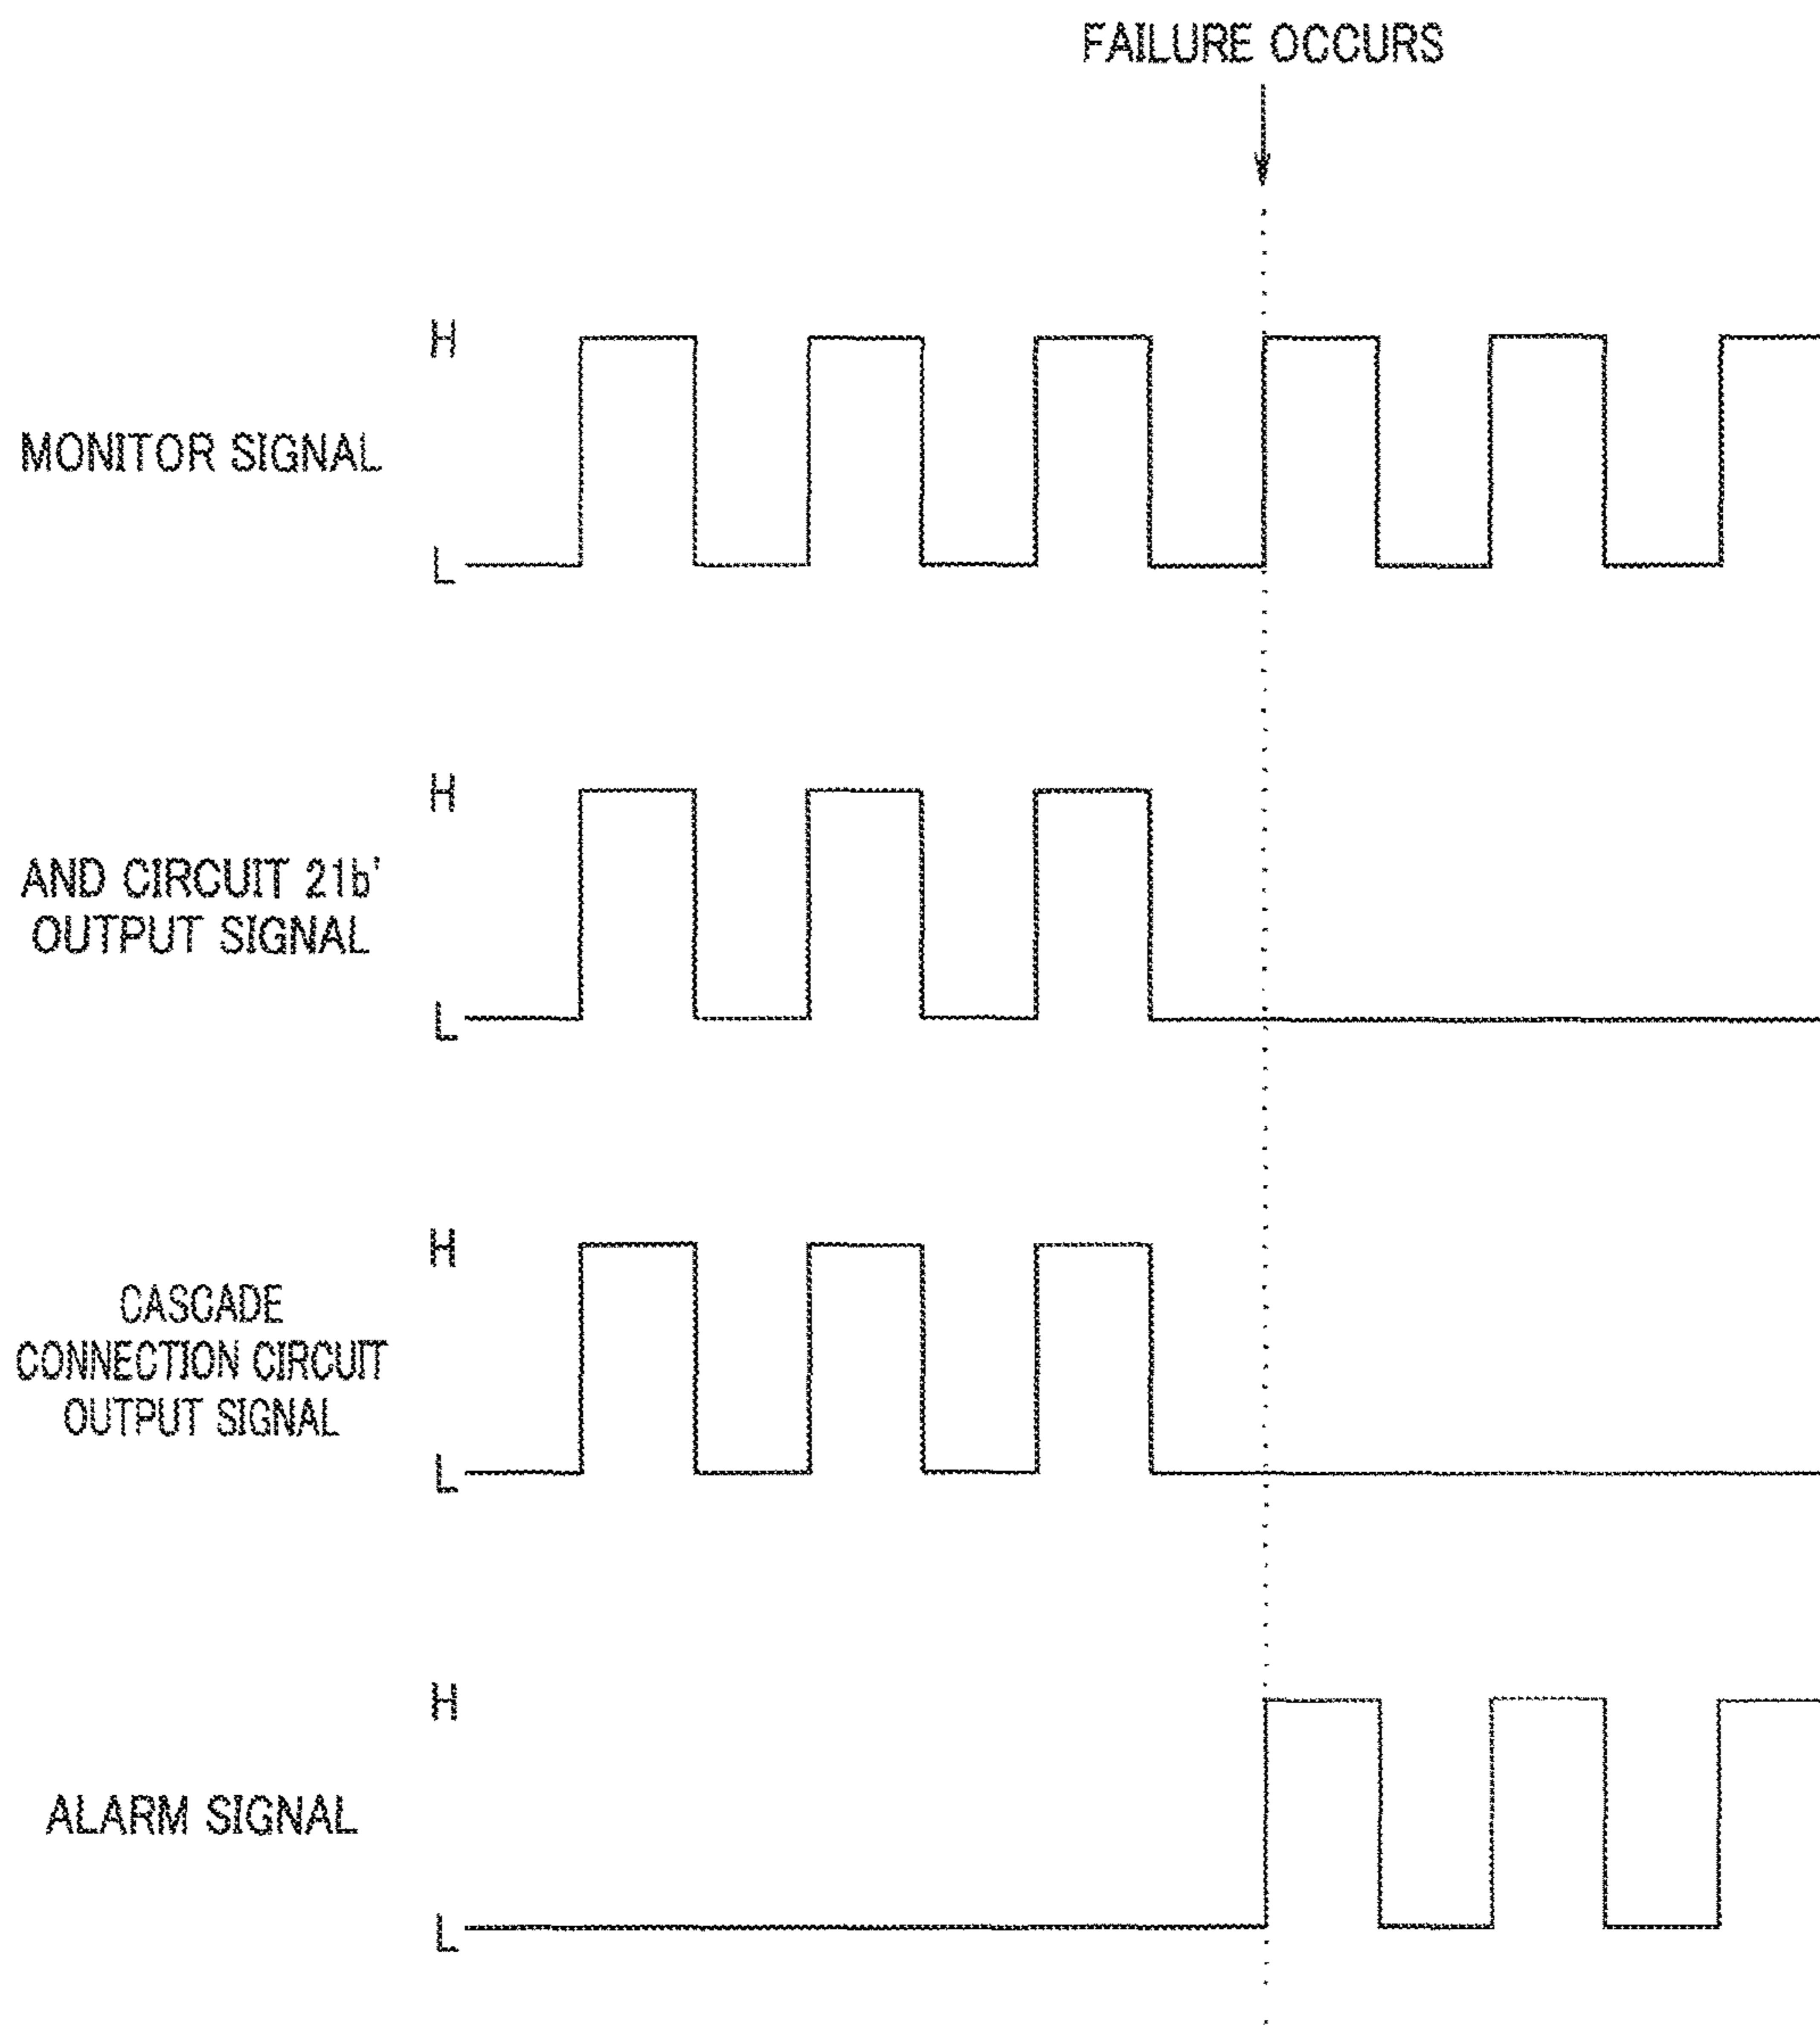 FAILURE OCCURS
H
MONITOR SIGNAL
L
H
AND CIRCUIT 21b'
OUTPUT SIGNAL
L
H
CASCADE
CONNECTION CIRCUIT
OUTPUT SIGNAL
L
H
ALARM SIGNAL
L